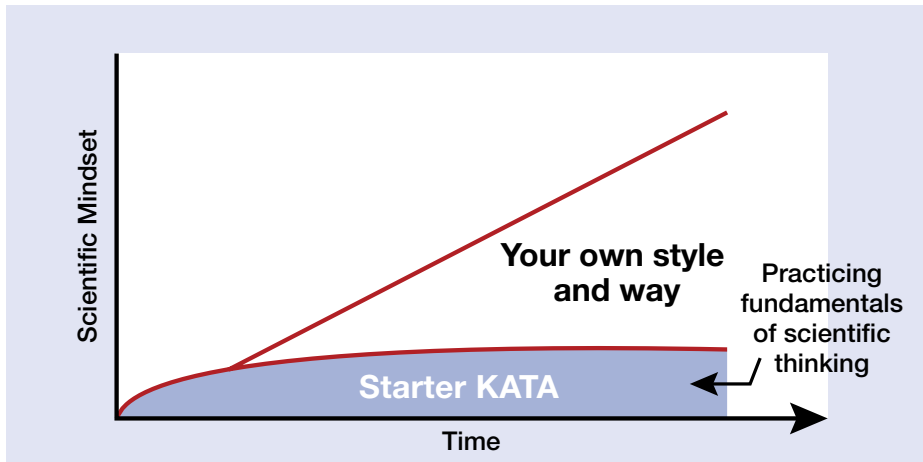 Scientific Mindset
Your own style
and way
Practicing
fundamentals
of scientific
thinking
Starter KATA
Time